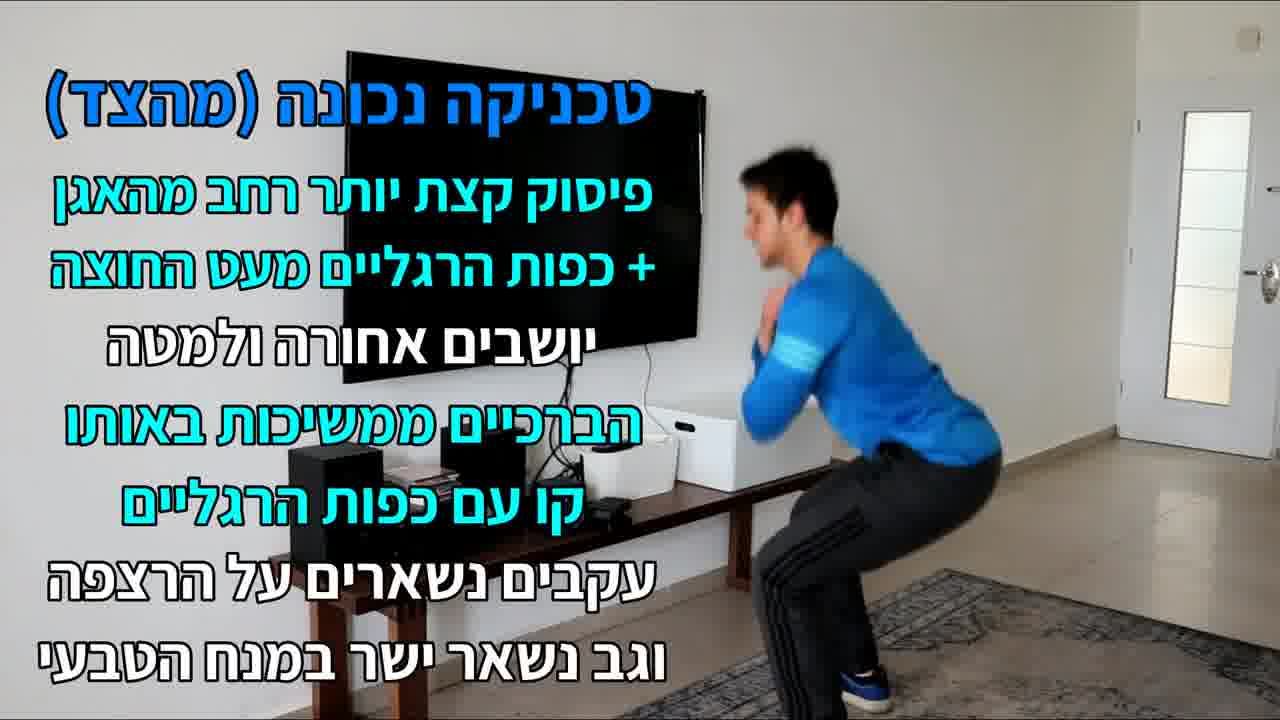 טכניקה נכונה (מהצד)
פיסוק קצת יותר רחב מהאגן
+ כפות הרגליים מעט החוצה
יושבים אחורה ולמטה
הברכיים ממשיכות באותו
קו עם כפות הרגליים
עקבים נשארים על הרצפה
וגב נשאר ישר במנח הטבעי